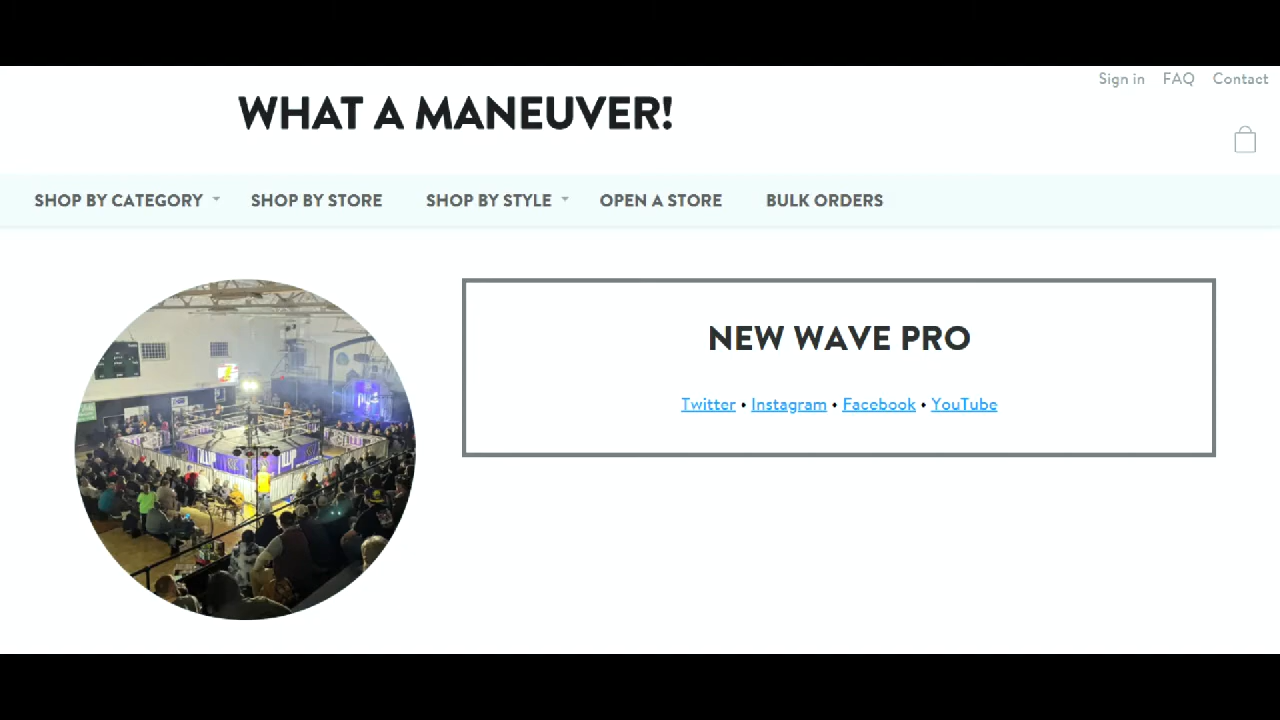 Sign in FAQ Contact
WHAT A MANEUVER!
SHOP BY CATEGORY SHOP BY STORE SHOP BY STYLE OPEN A STORE BULK ORDERS
NEW WAVE PRO
Twitter • Instagram • Facebook • YouTube